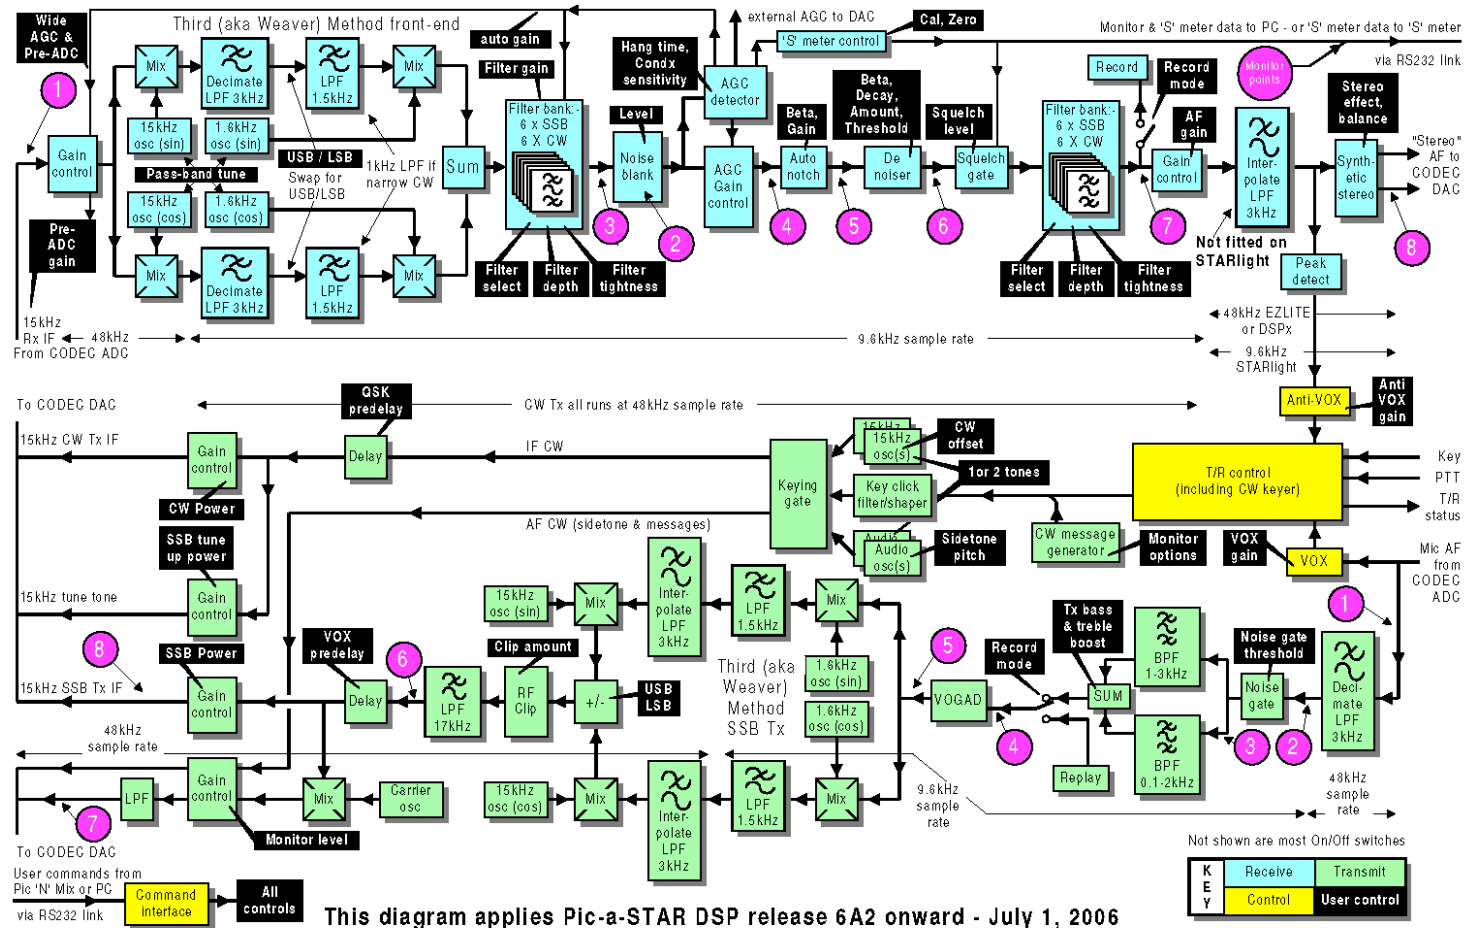 Third (aka Weaver) Method front-end
Wide
AGC &
Pre-ADC
1
Gain
control
Pre-
ADC
gain
15kHz
Rx IF
From CODEC ADC
48kHz
Mix
Decimate
LPF 3kHz
LPF
1.5kHz
Mix
15kHz
osc (sin)
1.6kHz
osc (sin)
USB / LSB
Pass-band tune
Swap for
USB/LSB
1kHz LPF if
narrow CW
15kHz
osc (cos)
1.6kHz
osc (cos)
Mix
Decimate
LPF 3kHz
LPF
1.5kHz
Mix
Sum
auto gain
Filter gain
Filter bank:-
6 x SSB
6 X CW
Filter
select
Filter
depth
Filter
tightness
3
Level
Noise
blank
2
Hang time,
Condx
sensitivity
external AGC to DAC
AGC
detector
AGC
Gain
control
'S' meter control
Cal, Zero
4
Beta,
Gain
Auto
notch
5
Beta,
Decay,
Amount,
Threshold
De
noiser
6
Squelch
level
Squelch
gate
Filter bank:-
6 x SSB
6 X CW
Filter
select
Filter
depth
Filter
tightness
Record
Record
mode
7
AF
gain
Gain
control
Monitor & 'S' meter data to PC - or 'S' meter data to 'S' meter
via RS232 link
Monitor
points
Inter-
polate
LPF
3kHz
Not fitted on
STARlight
Stereo
effect,
balance
Synth-
etic
stereo
"Stereo"
AF to
CODEC
DAC
8
Peak
detect
9.6kHz sample rate
48kHz EZLITE
or DSPx
9.6kHz
STARlight
Anti-VOX
Anti
VOX
gain
To CODEC DAC
QSK
predelay
CW Tx all runs at 48kHz sample rate
15kHz CW Tx IF
Gain
control
CW Power
Delay
IF CW
Keying
gate
15kHz
15kHz
osc(s)
CW
offset
1or 2 tones
Key click
filter/shaper
Audio
Audio
osc(s)
Sidetone
pitch
T/R control
(including CW keyer)
Key
PTT
T/R
status
CW message
generator
Monitor
options
VOX
gain
VOX
Mic AF
from
CODEC
ADC
1
AF CW (sidetone & messages)
SSB tune
up power
Gain
control
15kHz tune tone
15kHz
osc (sin)
Mix
Inter-
polate
LPF
3kHz
LPF
1.5kHz
Mix
8
SSB Power
VOX
predelay
6
Clip amount
15kHz SSB Tx IF
Gain
control
Delay
LPF
17kHz
RF
Clip
+/-
USB
LSB
Third (aka
Weaver)
Method
SSB Tx
1.6kHz
osc (sin)
1.6kHz
osc (cos)
5
VOGAD
4
Record
mode
Tx bass
& treble
boost
SUM
BPF
1-3kHz
BPF
0.1-2kHz
Noise gate
threshold
Noise
gate
3
2
Deci-
mate
LPF
3kHz
Replay
48kHz
sample rate
Gain
control
LPF
7
Monitor level
To CODEC DAC
Mix
Carrier
osc
15kHz
osc (cos)
Mix
Inter-
polate
LPF
3kHz
LPF
1.5kHz
Mix
9.6kHz
sample
rate
48kHz
sample
rate
Not shown are most On/Off switches
K
E
Y
Receive
Transmit
Control
User control
User commands from
Pic 'N' Mix or PC
via RS232 link
Command
interface
All
controls
This diagram applies Pic-a-STAR DSP release 6A2 onward - July 1, 2006